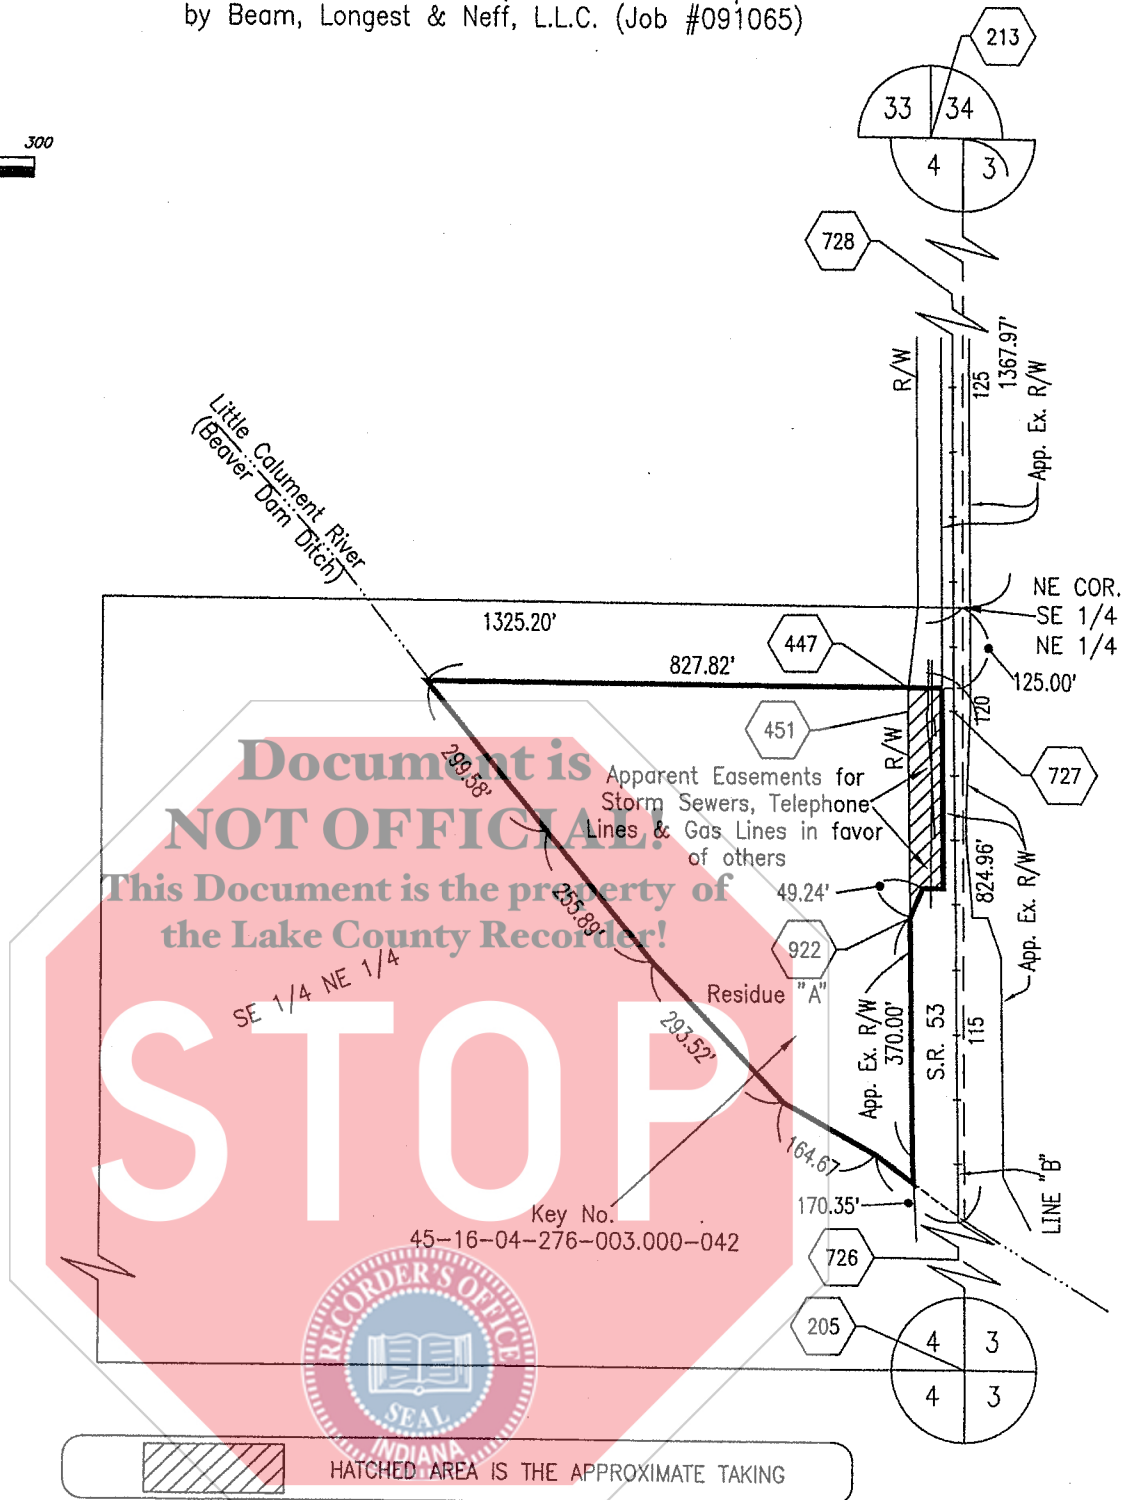 by Beam, Longest & Neff, L.L.C. (Job #091065)
213
33
34
4
3
300
728
R/W
125
1367.97'
App. Ex. R/W
Little Calument River
(Beaver Dam Ditch)
1325.20'
NE COR.
SE 1/4
NE 1/4
447
827.82'
125.00'
120
451
R/W
727
299.58'
Document is
NOT OFFICIAL!
This Document is the property of
the Lake County Recorder!
Apparent Easements for
Storm Sewers, Telephone
Lines & Gas Lines in favor
of others
49.24'
824.96'
App. Ex. R/W
255.89'
922
SE 1/4 NE 1/4
Residue "A"
293.52'
App. Ex. R/W
370.00'
S.R. 53
115
STOP
164.67
170.35'
LINE "B"
Key No.
45-16-04-276-003.000-042
726
205
4
3
4
3
RECORDER'S OFFICE
SEAL
INDIANA
HATCHED AREA IS THE APPROXIMATE TAKING